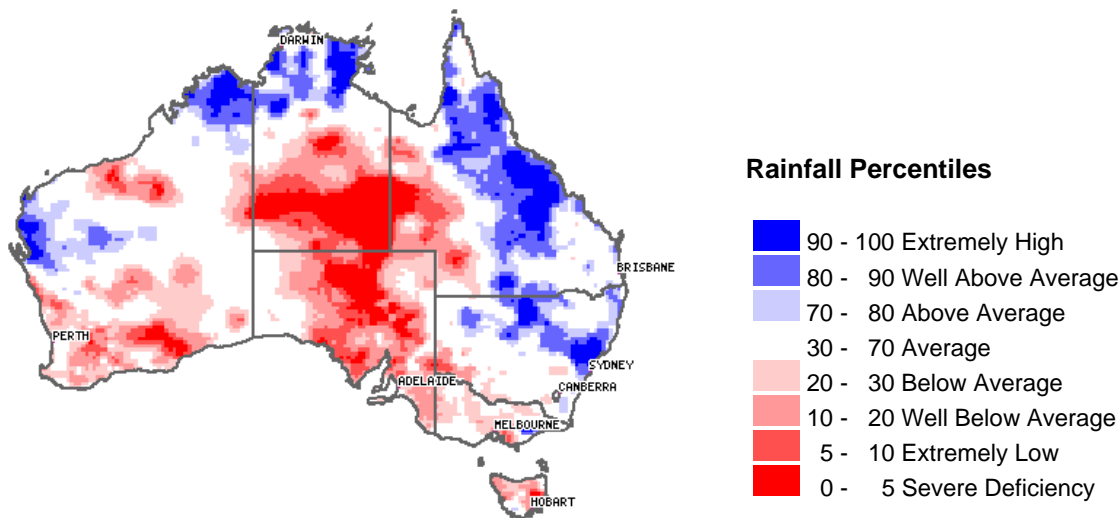 DARWIN
BRISBANE
PERTH
SYDNEY
ADELAIDE
CANBERRA
MELBOURNE
HOBART
Rainfall Percentiles
90 - 100 Extremely High
80 - 90 Well Above Average
70 - 80 Above Average
30 - 70 Average
20 - 30 Below Average
10 - 20 Well Below Average
5 - 10 Extremely Low
0 - 5 Severe Deficiency